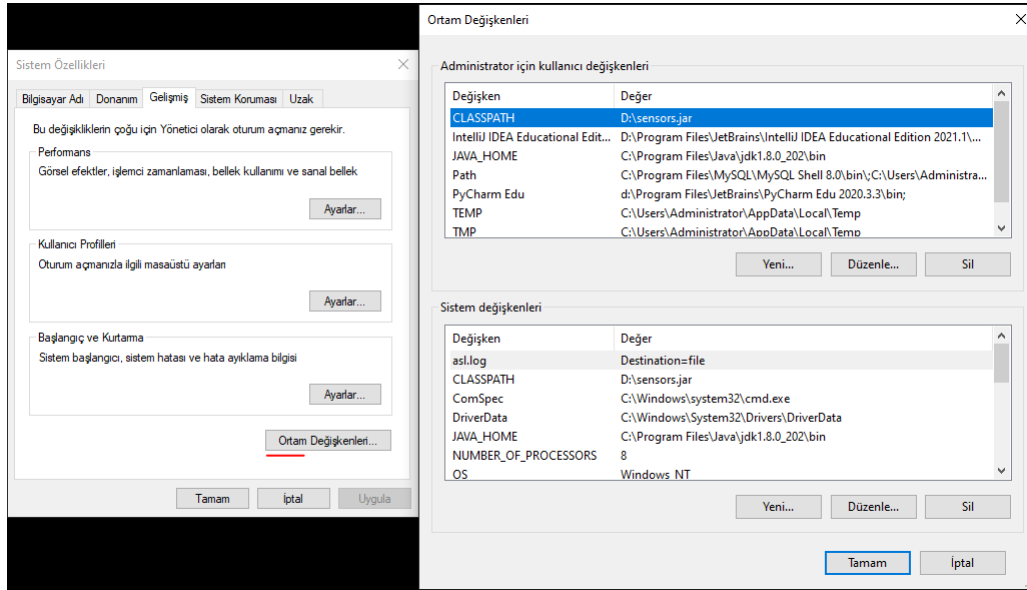 Sistem Özellikleri
Bilgisayar Adı Donanım Gelişmiş Sistem Koruması Uzak
Bu değişikliklerin çoğu için Yönetici olarak oturum açmanız gerekir.
Performans
Görsel efektler, işlemci zamanlaması, bellek kullanımı ve sanal bellek
Ayarlar...
Kullanıcı Profilleri
Oturum açmanızla ilgili masaüstü ayarları
Ayarlar...
Başlangıç ve Kurtarma
Sistem başlangıcı, sistem hatası ve hata ayıklama bilgisi
Ayarlar...
Ortam Değişkenleri...
Tamam İptal Uygula
Ortam Değişkenleri
Administrator için kullanıcı değişkenleri
Değişken Değer
CLASSPATH D:\sensors.jar
IntelliJ IDEA Educational Edit... D:\Program Files\JetBrains\IntelliJ IDEA Educational Edition 2021.1\...
JAVA_HOME C:\Program Files\Java\jdk1.8.0_202\bin
Path C:\Program Files\MySQL\MySQL Shell 8.0\bin\;C:\Users\Administra...
PyCharm Edu d:\Program Files\JetBrains\PyCharm Edu 2020.3.3\bin;
TEMP C:\Users\Administrator\AppData\Local\Temp
TMP C:\Users\Administrator\AppData\Local\Temp
Yeni... Düzenle... Sil
Sistem değişkenleri
Değişken Değer
asl.log Destination=file
CLASSPATH D:\sensors.jar
ComSpec C:\Windows\system32\cmd.exe
DriverData C:\Windows\System32\Drivers\DriverData
JAVA_HOME C:\Program Files\Java\jdk1.8.0_202\bin
NUMBER_OF_PROCESSORS 8
OS Windows_NT
Yeni... Düzenle... Sil
Tamam İptal